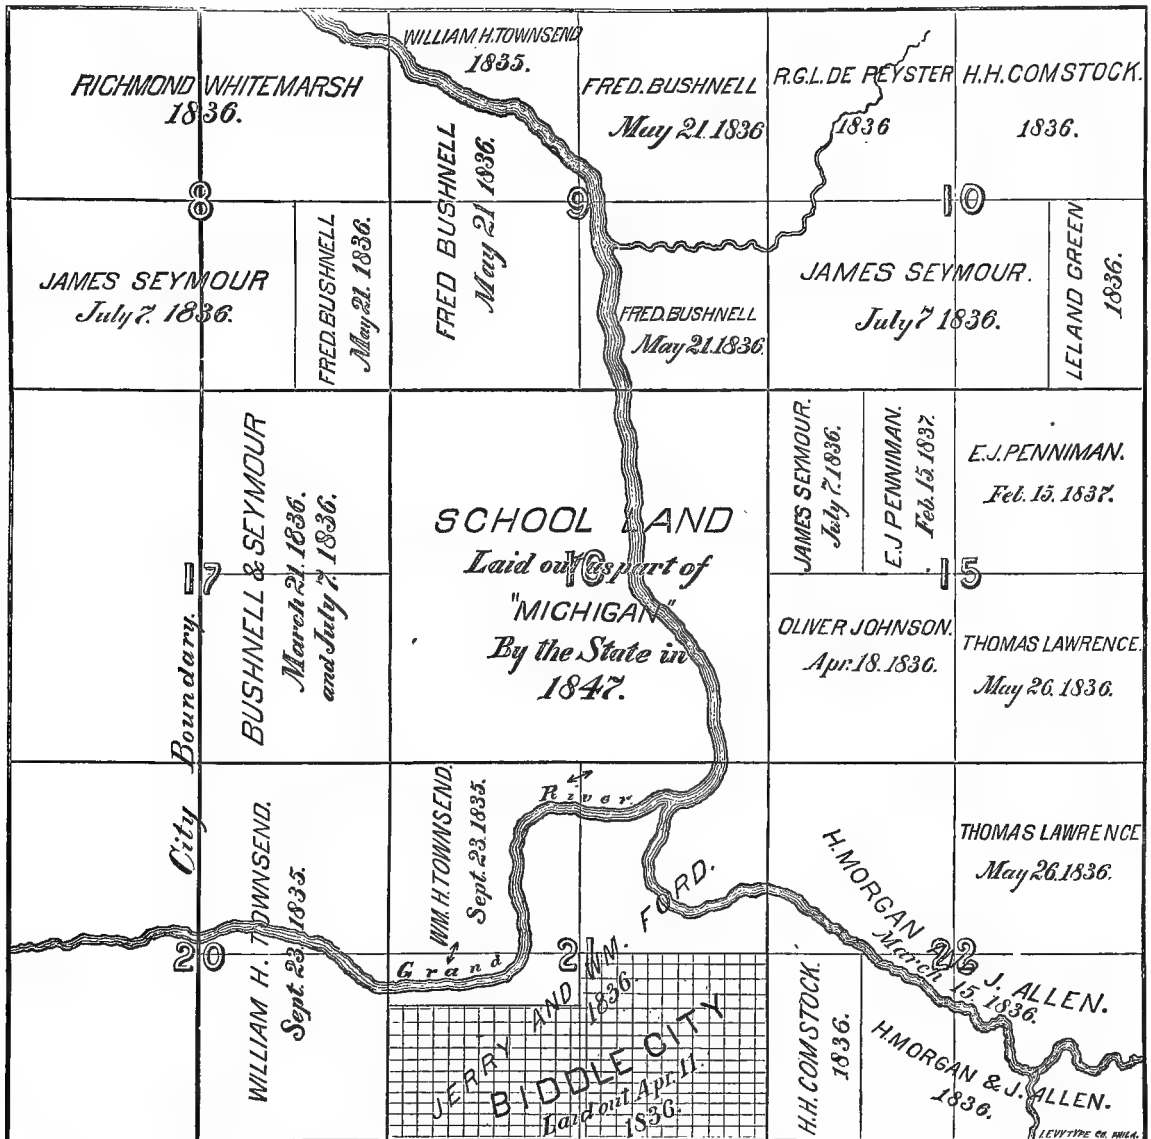 RICHMOND WHITEMARSH
1836.
WILLIAM H. TOWNSEND
1835.
FRED. BUSHNELL
May 21. 1836
R.G.L. DE PEYSTER
1836
H.H. COMSTOCK.
1836.
8
9
10
JAMES SEYMOUR
July 7. 1836.
FRED. BUSHNELL
May 21. 1836.
FRED BUSHNELL
May 21 1836.
FRED. BUSHNELL
May 21. 1836.
JAMES SEYMOUR.
July 7 1836.
LELAND GREEN
1836.
BUSHNELL & SEYMOUR
March 21. 1836.
and July 7. 1836.
17
SCHOOL LAND
Laid out as part of
16
"MICHIGAN"
By the State in
1847.
JAMES SEYMOUR.
July 7. 1836.
E.J PENNIMAN.
Feb. 15. 1837.
E.J. PENNIMAN.
Feb. 15. 1837.
15
OLIVER JOHNSON.
Apr. 18. 1836.
THOMAS LAWRENCE.
May 26. 1836.
City Boundary.
WILLIAM H. TOWNSEND.
Sept. 23. 1835.
20
WM. H. TOWNSEND.
Sept. 23. 1835.
River.
Grand
21
JERRY AND WM. FORD.
1836.
BIDDLE CITY
Laid out Apr. 11.
1836.
THOMAS LAWRENCE
May 26. 1836.
H. MORGAN & J. ALLEN.
March 15. 1836.
22
H.H. COMSTOCK.
1836.
H. MORGAN & J. ALLEN.
1836.
LEVYTYPE CO. PHILA.